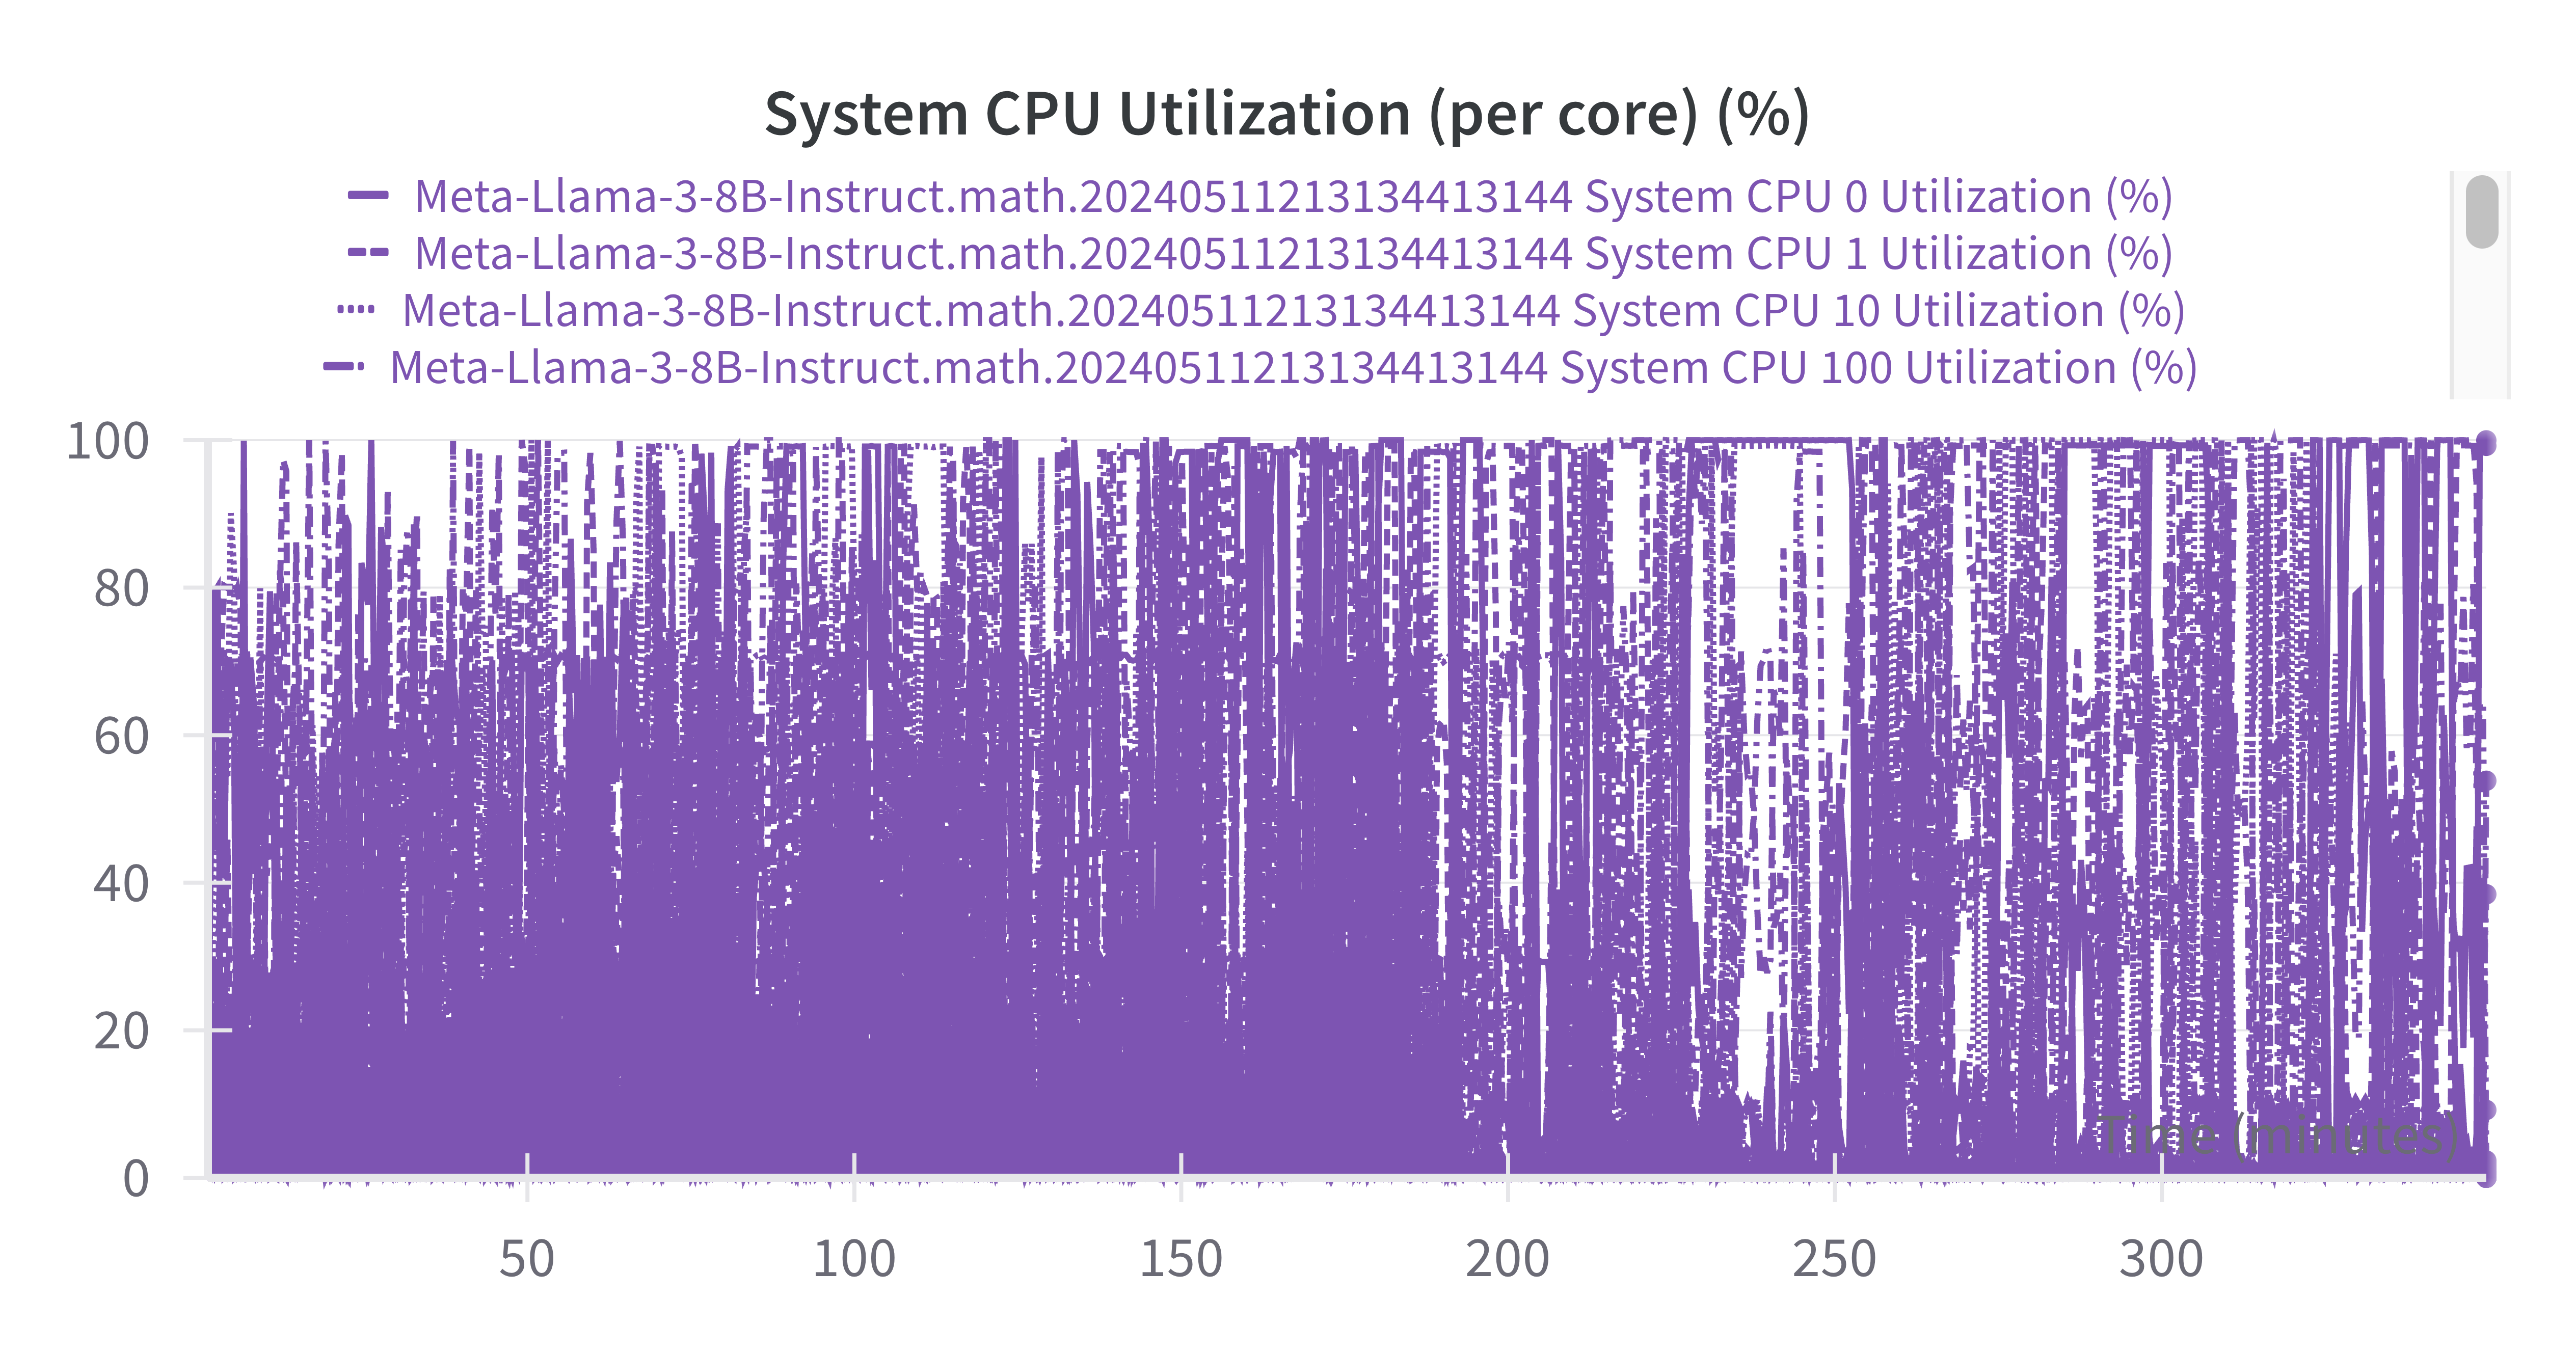 System CPU Utilization (per core) (%)
Meta-Llama-3-8B-Instruct.math.20240511213134413144 System CPU 0 Utilization (%)
Meta-Llama-3-8B-Instruct.math.20240511213134413144 System CPU 1 Utilization (%)
Meta-Llama-3-8B-Instruct.math.20240511213134413144 System CPU 10 Utilization (%)
Meta-Llama-3-8B-Instruct.math.20240511213134413144 System CPU 100 Utilization (%)
100
80
60
40
20
0
Time (minutes)
50 100 150 200 250 300